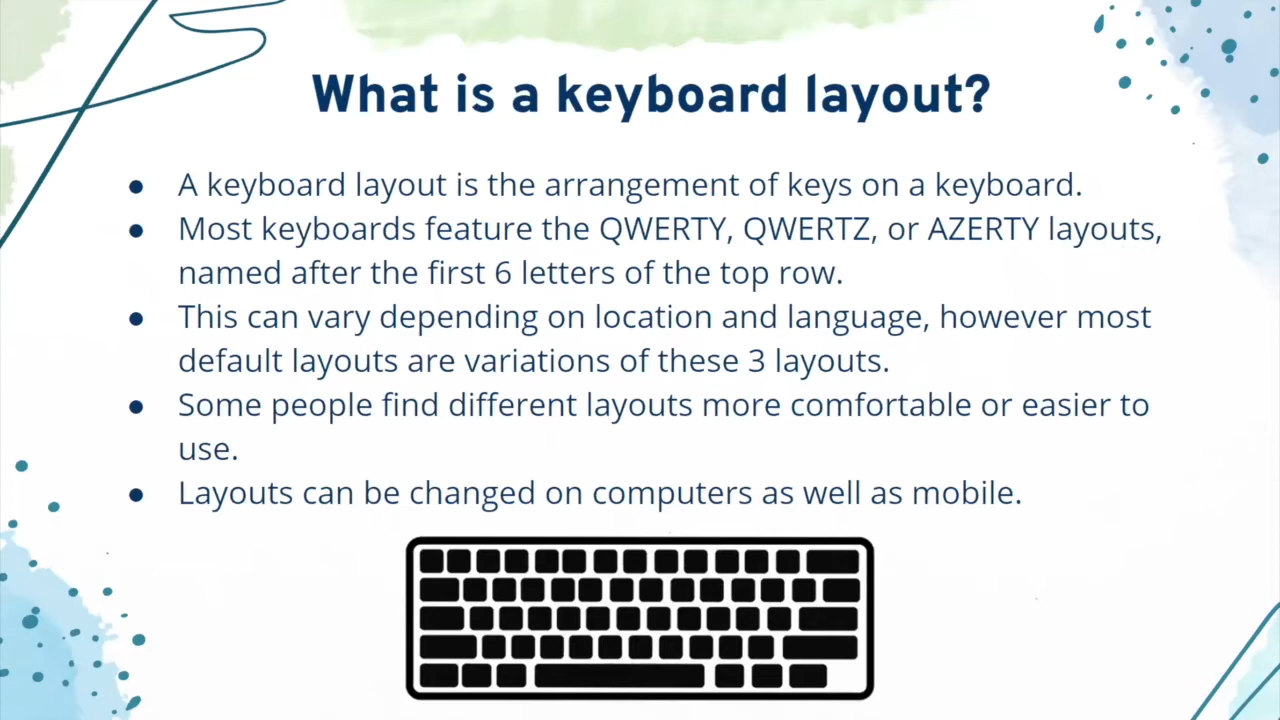 What is a keyboard layout?
● A keyboard layout is the arrangement of keys on a keyboard.
● Most keyboards feature the QWERTY, QWERTZ, or AZERTY layouts,
named after the first 6 letters of the top row.
● This can vary depending on location and language, however most
default layouts are variations of these 3 layouts.
● Some people find different layouts more comfortable or easier to
use.
● Layouts can be changed on computers as well as mobile.